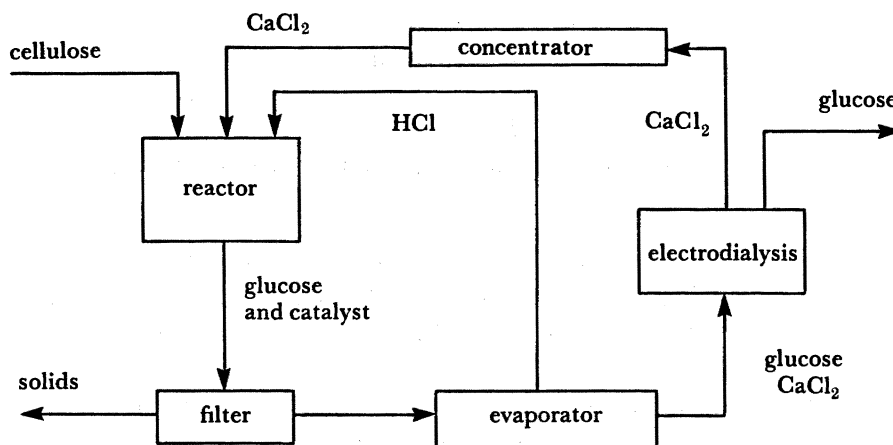 CaCl₂
concentrator
cellulose
glucose
HCl
CaCl₂
reactor
electrodialysis
glucose
and catalyst
glucose
CaCl₂
solids
filter
evaporator